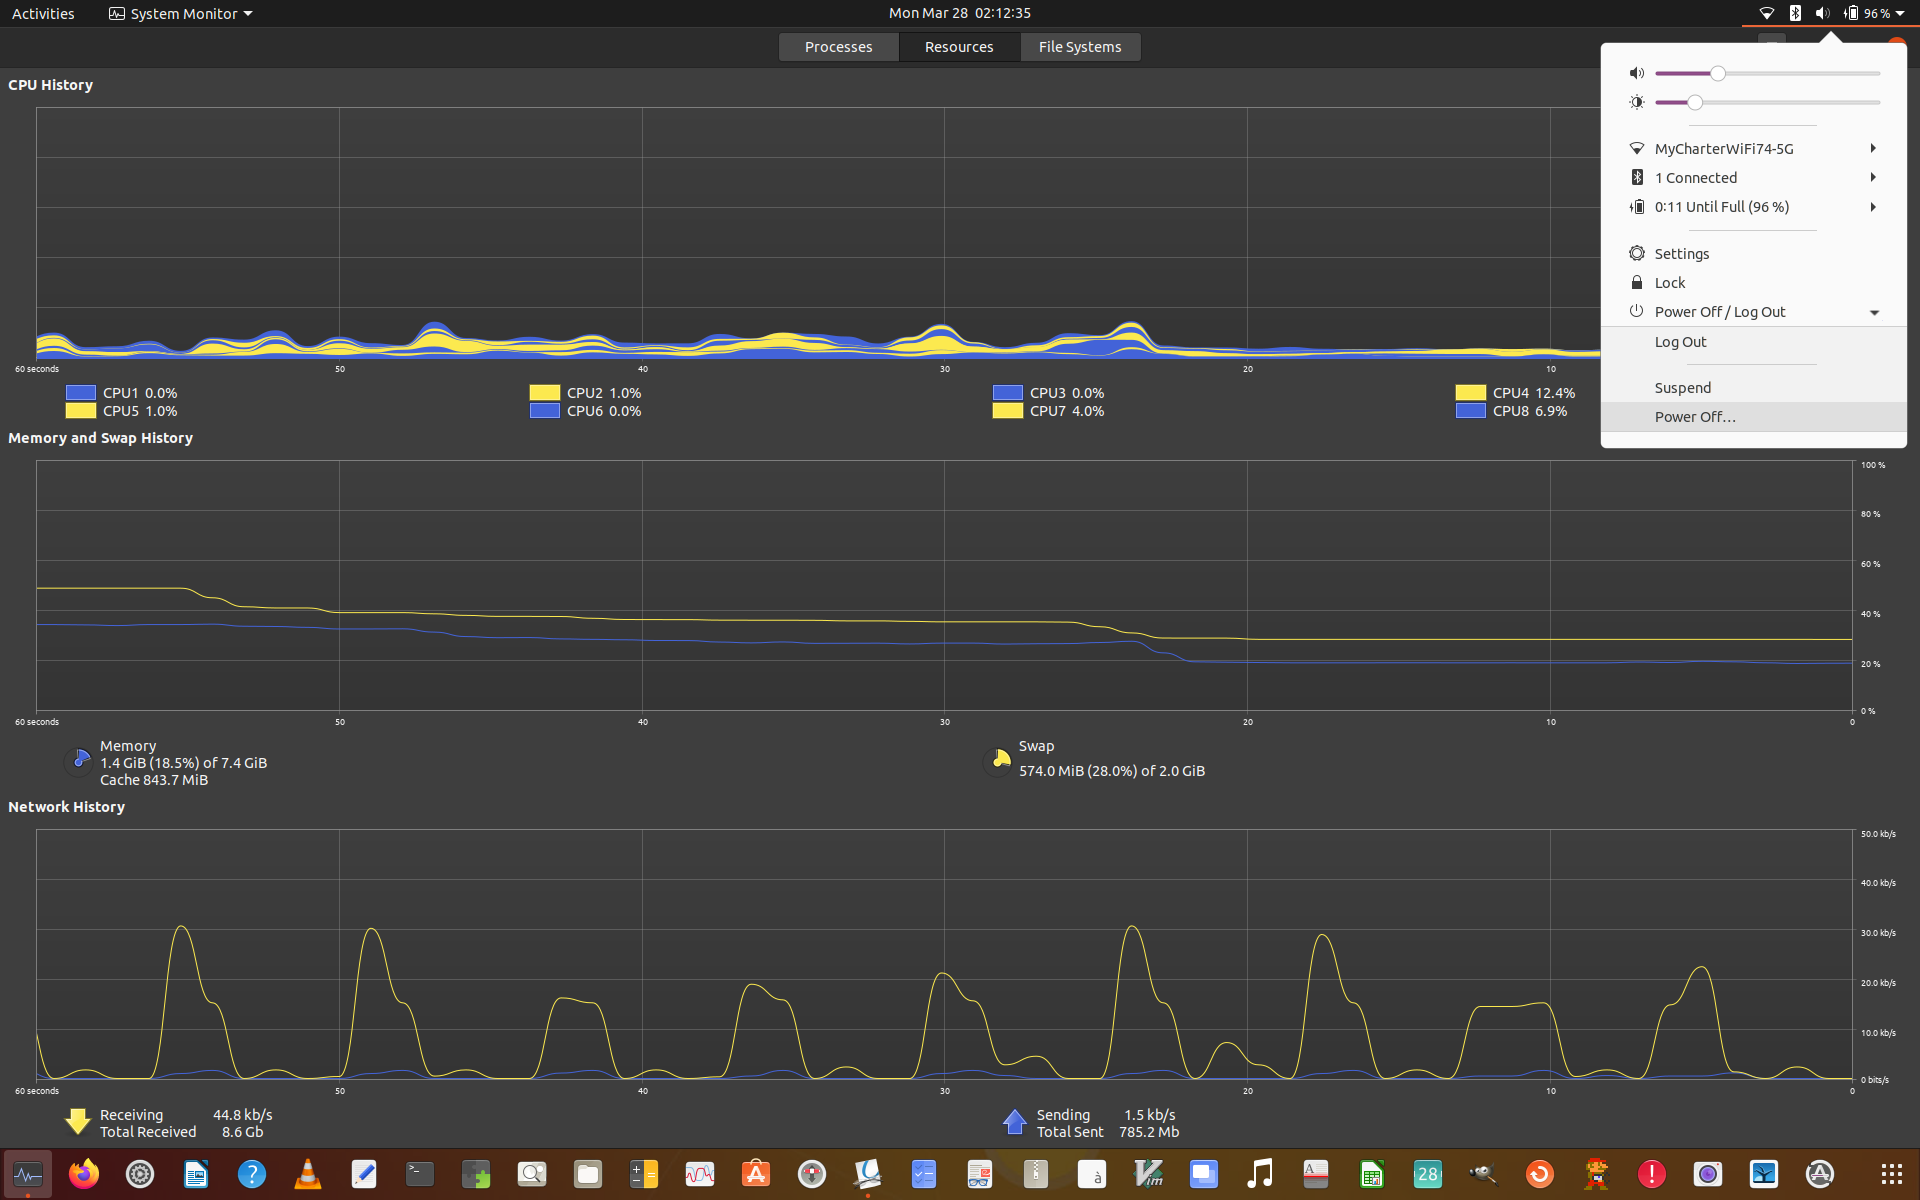 Activities
System Monitor
Mon Mar 28 02:12:35
96 %
Processes
Resources
File Systems
CPU History
60 seconds
50
40
30
20
10
CPU1 0.0%
CPU2 1.0%
CPU3 0.0%
CPU4 12.4%
CPU5 1.0%
CPU6 0.0%
CPU7 4.0%
CPU8 6.9%
MyCharterWiFi74-5G
1 Connected
0:11 Until Full (96 %)
Settings
Lock
Power Off / Log Out
Log Out
Suspend
Power Off...
Memory and Swap History
100 %
80 %
60 %
40 %
20 %
0 %
60 seconds
50
40
30
20
10
0
Memory
1.4 GiB (18.5%) of 7.4 GiB
Cache 843.7 MiB
Swap
574.0 MiB (28.0%) of 2.0 GiB
Network History
50.0 kb/s
40.0 kb/s
30.0 kb/s
20.0 kb/s
10.0 kb/s
0 bits/s
60 seconds
50
40
30
20
10
0
Receiving 44.8 kb/s
Total Received 8.6 Gb
Sending 1.5 kb/s
Total Sent 785.2 Mb
?
>_
A
à
Vim
A
28
!